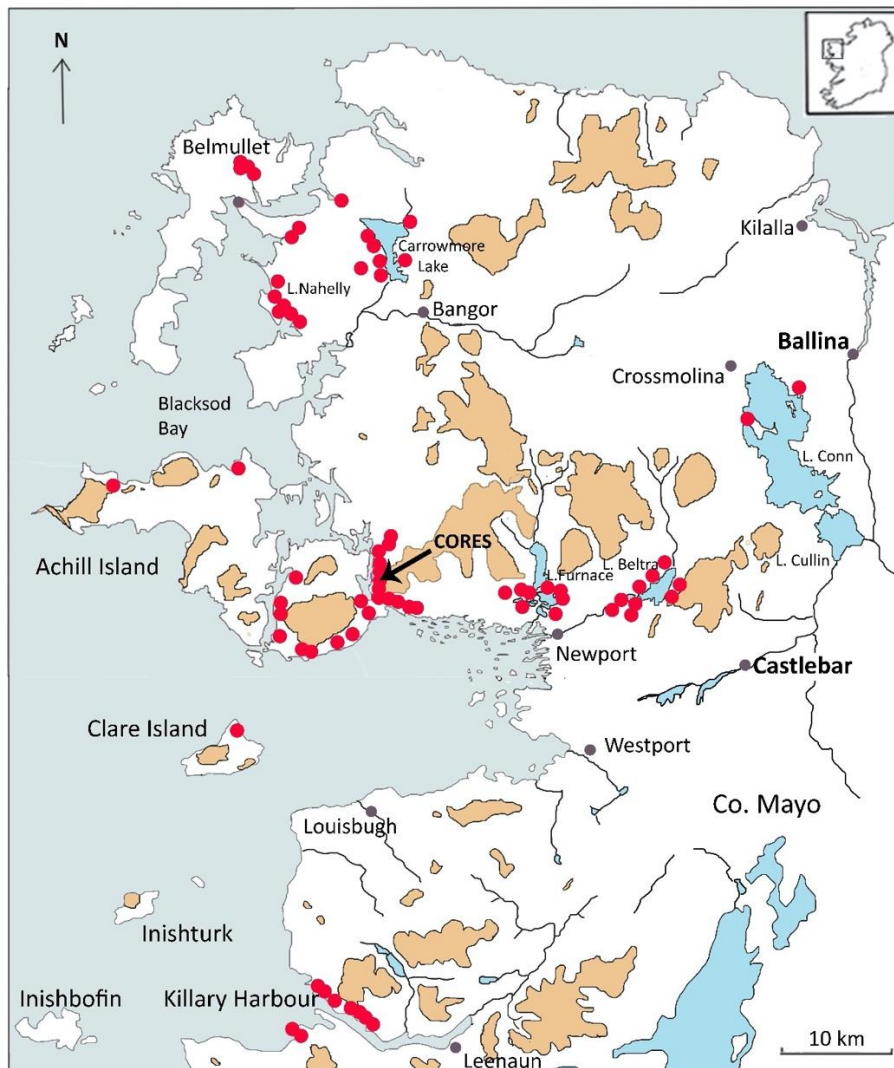 N
Belmullet
Kilalla
Carrowmore
Lake
L.Nahelly
Bangor
Ballina
Crossmolina
Blacksod
Bay
L. Conn
CORES
Achill Island
L. Cullin
L. Beltra
L.Furnace
Newport
Castlebar
Clare Island
Westport
Co. Mayo
Louisbugh
Inishturk
Inishbofin
Killary Harbour
10 km
Leenaun